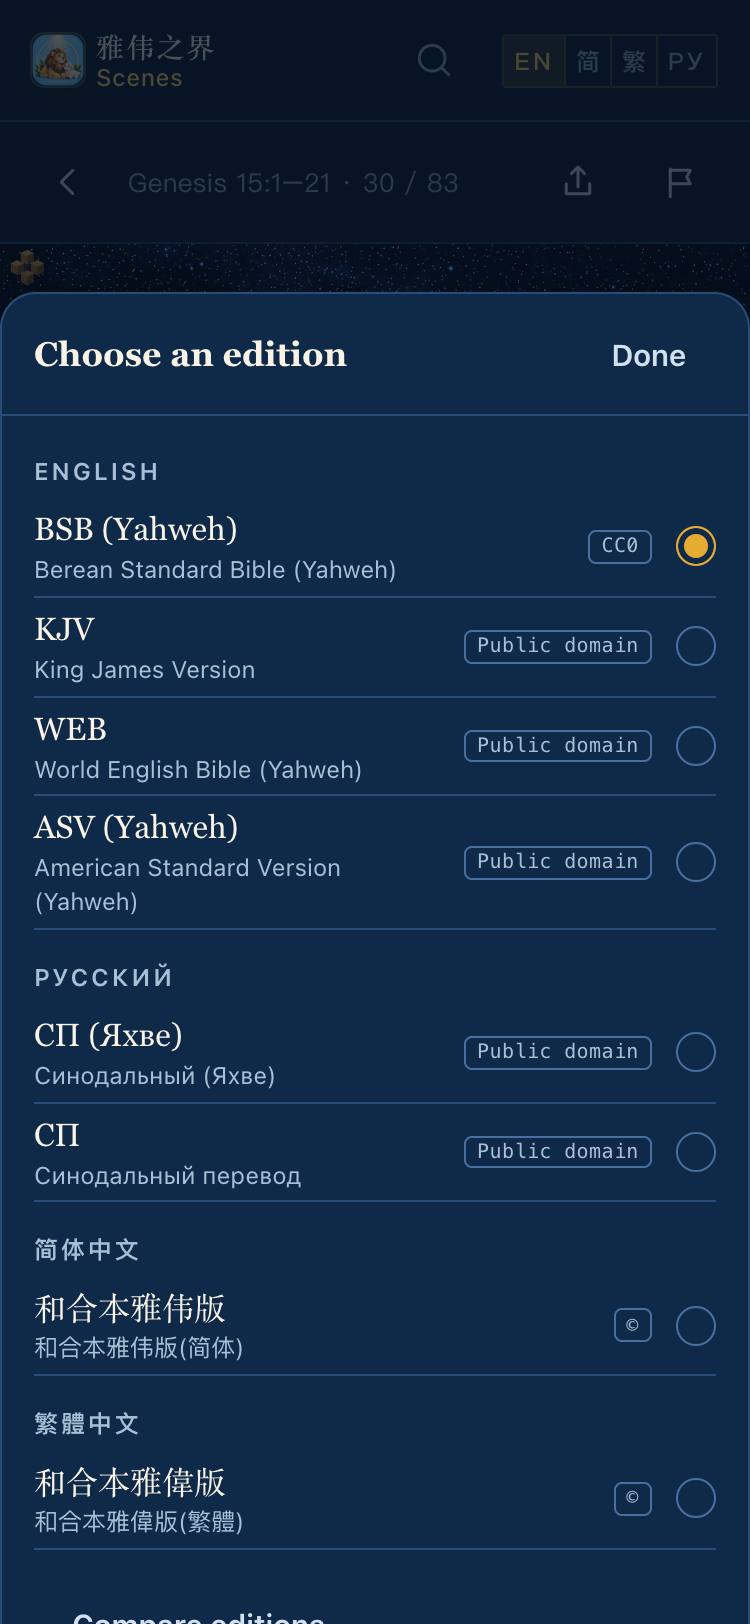 雅伟之界
Scenes
EN 简 繁 РУ
Genesis 15:1–21 · 30 / 83
Choose an edition
Done
ENGLISH
BSB (Yahweh)
Berean Standard Bible (Yahweh)
CC0
KJV
King James Version
Public domain
WEB
World English Bible (Yahweh)
Public domain
ASV (Yahweh)
American Standard Version
(Yahweh)
Public domain
РУССКИЙ
СП (Яхве)
Синодальный (Яхве)
Public domain
СП
Синодальный перевод
Public domain
简体中文
和合本雅伟版
和合本雅伟版(简体)
©
繁體中文
和合本雅偉版
和合本雅偉版(繁體)
©
Compare editions